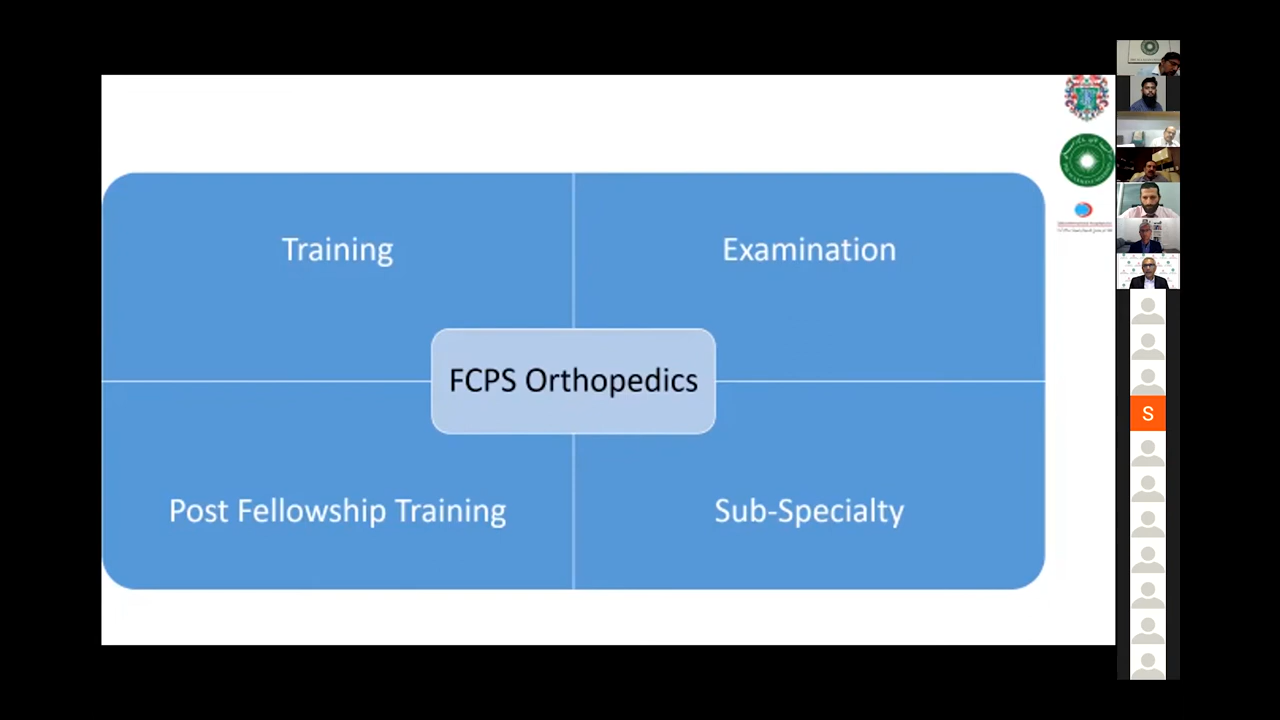 Training
Examination
FCPS Orthopedics
Post Fellowship Training
Sub-Specialty
S